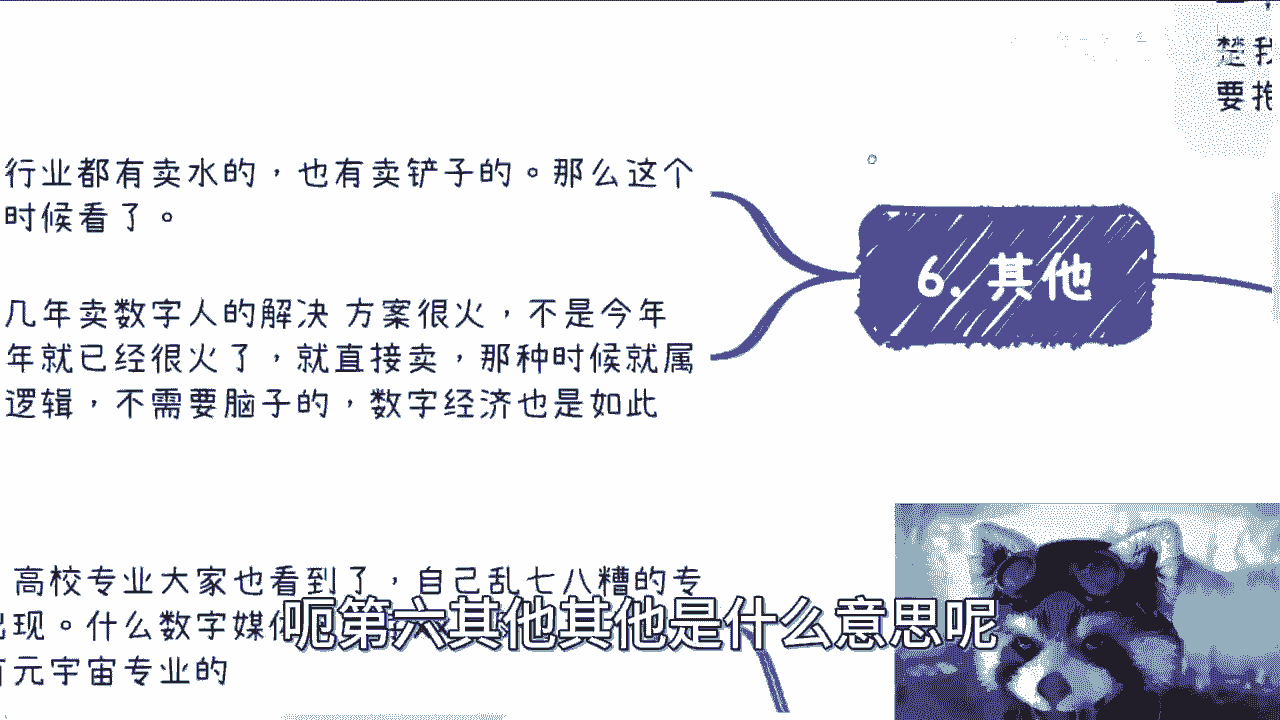 楚我
要抱
行业都有卖水的，也有卖铲子的。那么这个
时候看了。
6. 其他
几年卖数字人的解决 方案很火，不是今年
年就已经很火了，就直接卖，那种时候就属
逻辑，不需要脑子的，数字经济也是如此
高校专业大家也看到了，自己乱七八糟的专
出现。什么数字媒体
有元宇宙专业的
呃第六其他其他是什么意思呢